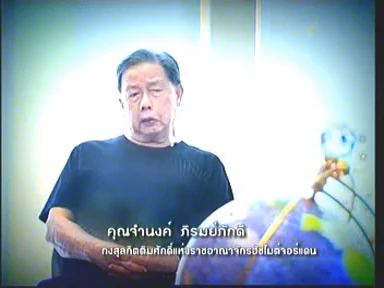 คุณจำนงค์ ภิรมย์ภักดี
กงสุลกิตติมศักดิ์แห่งราชอาณาจักรฮัชไมต์จอร์แดน